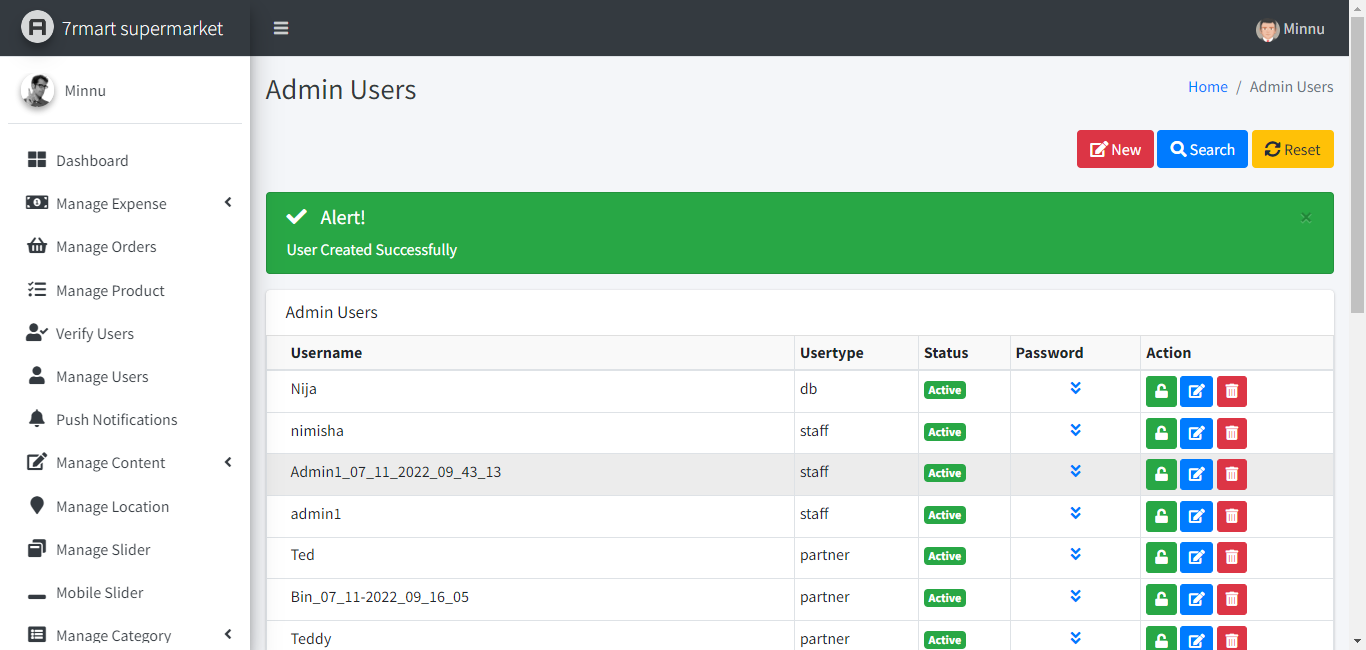 7rmart supermarket
Minnu
Minnu
Dashboard
Manage Expense
Manage Orders
Manage Product
Verify Users
Manage Users
Push Notifications
Manage Content
Manage Location
Manage Slider
Mobile Slider
Manage Category
Admin Users
Home / Admin Users
New Search Reset
Alert!
×
User Created Successfully
Admin Users
Username Usertype Status Password Action
Nija db Active
nimisha staff Active
Admin1_07_11_2022_09_43_13 staff Active
admin1 staff Active
Ted partner Active
Bin_07_11-2022_09_16_05 partner Active
Teddy partner Active